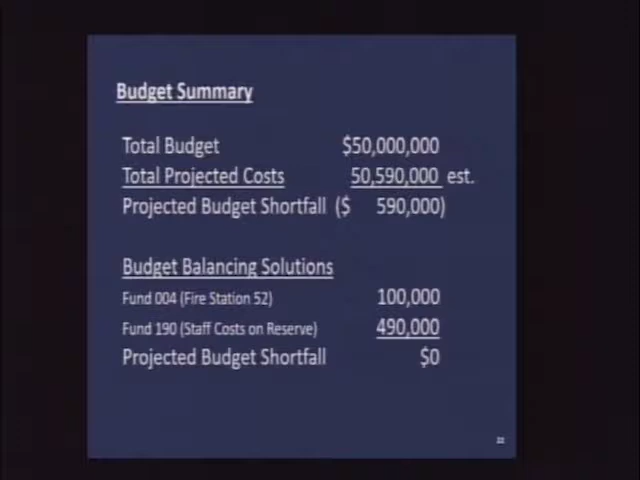 Budget Summary
Total Budget $50,000,000
Total Projected Costs 50,590,000 est.
Projected Budget Shortfall ($ 590,000)
Budget Balancing Solutions
Fund 004 (Fire Station 52) 100,000
Fund 190 (Staff Costs on Reserve) 490,000
Projected Budget Shortfall $0